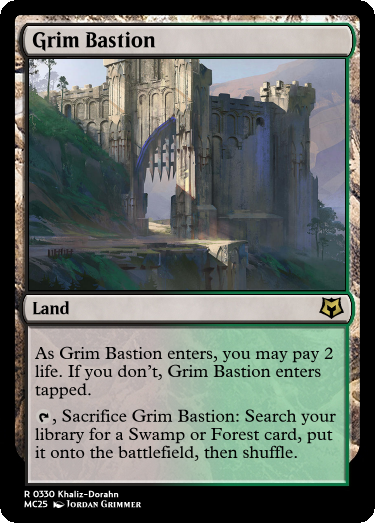 Grim Bastion
Land
As Grim Bastion enters, you may pay 2
life. If you don't, Grim Bastion enters
tapped.
, Sacrifice Grim Bastion: Search your
library for a Swamp or Forest card, put
it onto the battlefield, then shuffle.
R 0330 Khaliz-Dorahn
MC25 Jordan Grimmer